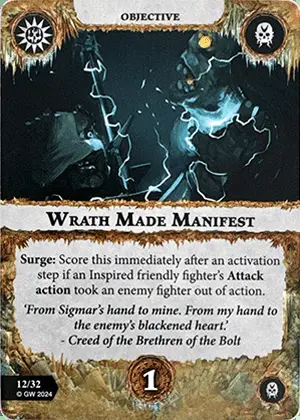 OBJECTIVE
WRATH MADE MANIFEST
Surge: Score this immediately after an activation
step if an Inspired friendly fighter's Attack
action took an enemy fighter out of action.
'From Sigmar's hand to mine. From my hand to
the enemy's blackened heart.'
- Creed of the Brethren of the Bolt
12/32
© GW 2024
1